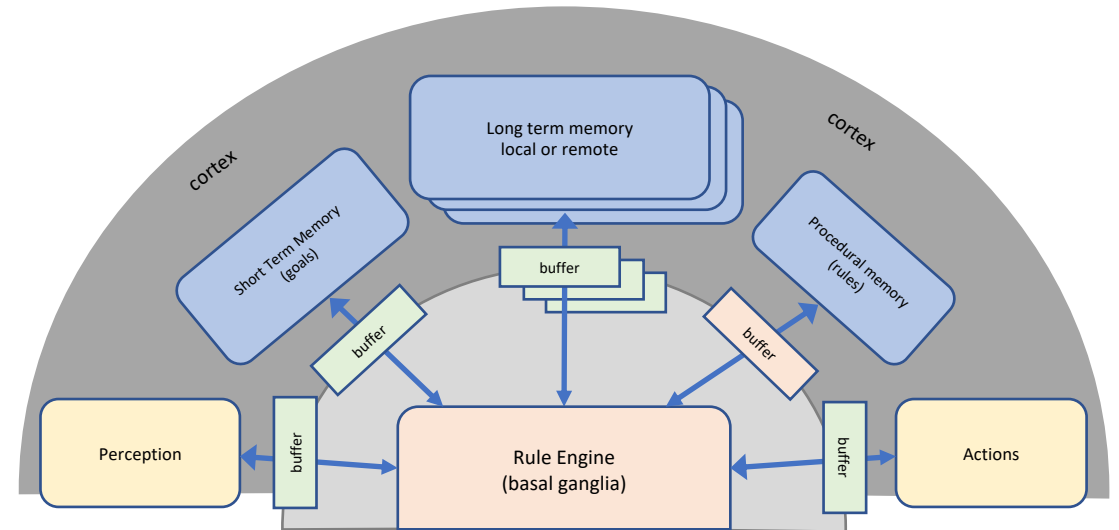 cortex
cortex
Long term memory
local or remote
Short Term Memory
(goals)
Procedural memory
(rules)
buffer
buffer
buffer
Perception
buffer
Rule Engine
(basal ganglia)
buffer
Actions